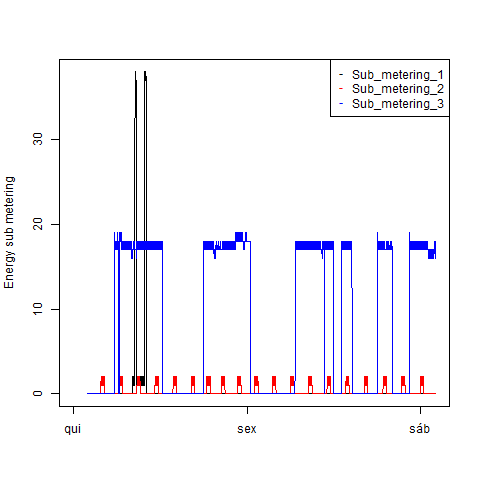 - Sub_metering_1
- Sub_metering_2
- Sub_metering_3
Energy sub metering
30
20
10
0
qui sex sáb